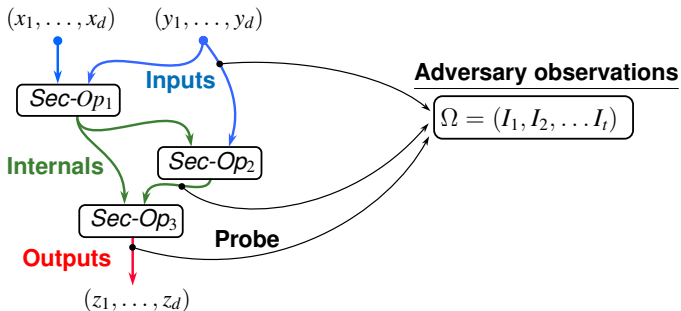 (x₁, . . . , x_d)
(y₁, . . . , y_d)
Inputs
Adversary observations
Sec-Op₁
Ω = (I₁, I₂, . . . I_t)
Internals
Sec-Op₂
Sec-Op₃
Probe
Outputs
(z₁, . . . , z_d)